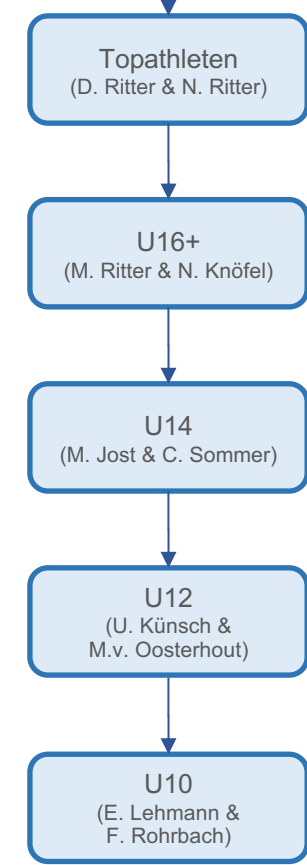 Topathleten
(D. Ritter & N. Ritter)
U16+
(M. Ritter & N. Knöfel)
U14
(M. Jost & C. Sommer)
U12
(U. Künsch &
M.v. Oosterhout)
U10
(E. Lehmann &
F. Rohrbach)